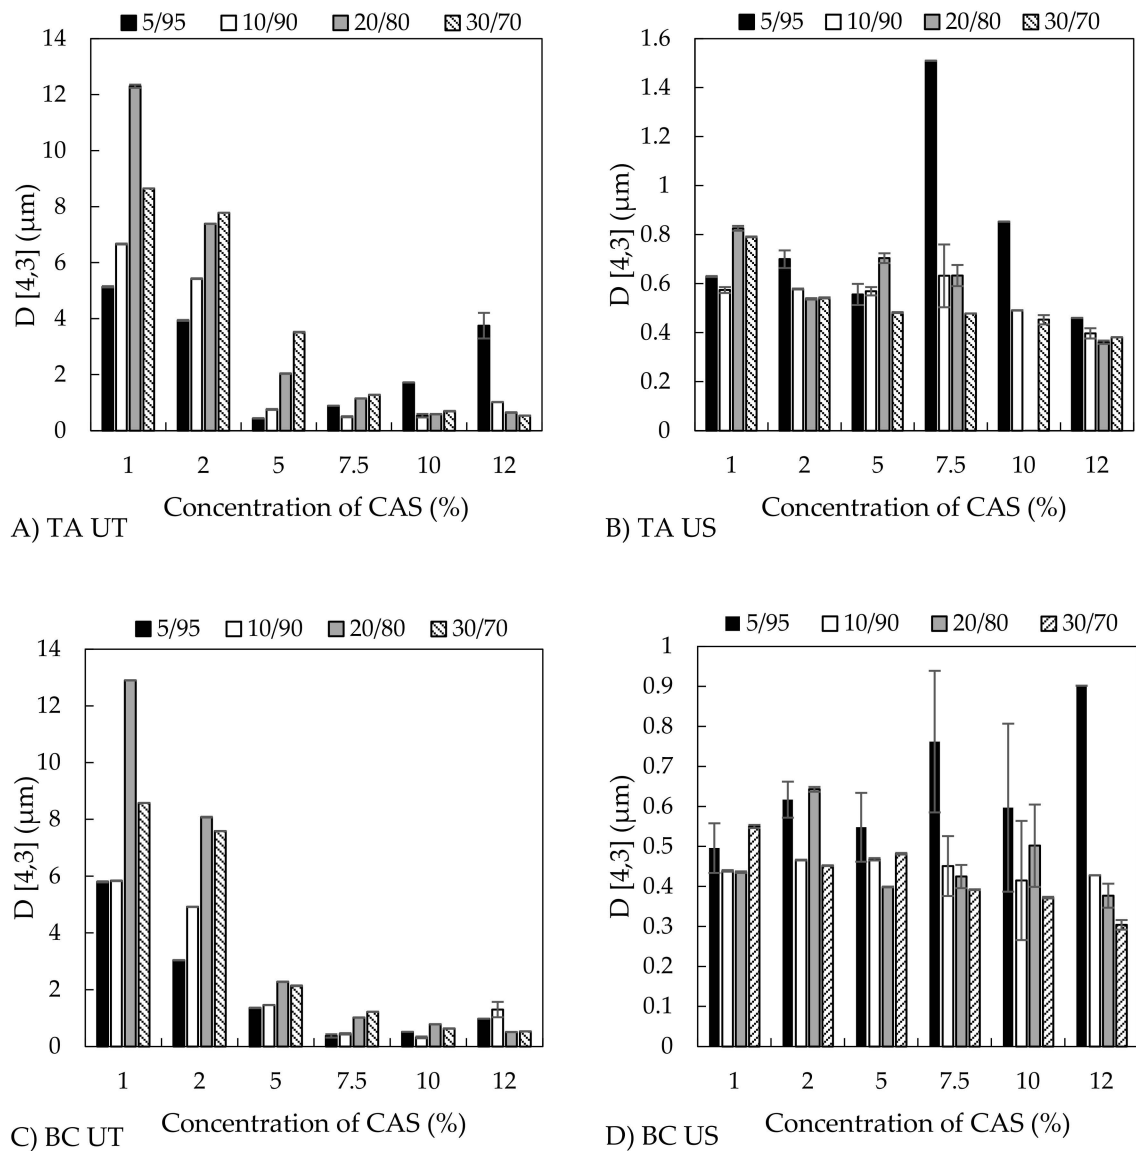 5/95 10/90 20/80 30/70
14
12
10
8
6
4
2
0
D [4,3] (µm)
1 2 5 7.5 10 12
Concentration of CAS (%)
A) TA UT
5/95 10/90 20/80 30/70
1.6
1.4
1.2
1
0.8
0.6
0.4
0.2
0
D [4,3] (µm)
1 2 5 7.5 10 12
Concentration of CAS (%)
B) TA US
5/95 10/90 20/80 30/70
14
12
10
8
6
4
2
0
D [4,3] (µm)
1 2 5 7.5 10 12
Concentration of CAS (%)
C) BC UT
5/95 10/90 20/80 30/70
1
0.9
0.8
0.7
0.6
0.5
0.4
0.3
0.2
0.1
0
D [4,3] (µm)
1 2 5 7.5 10 12
Concentration of CAS (%)
D) BC US